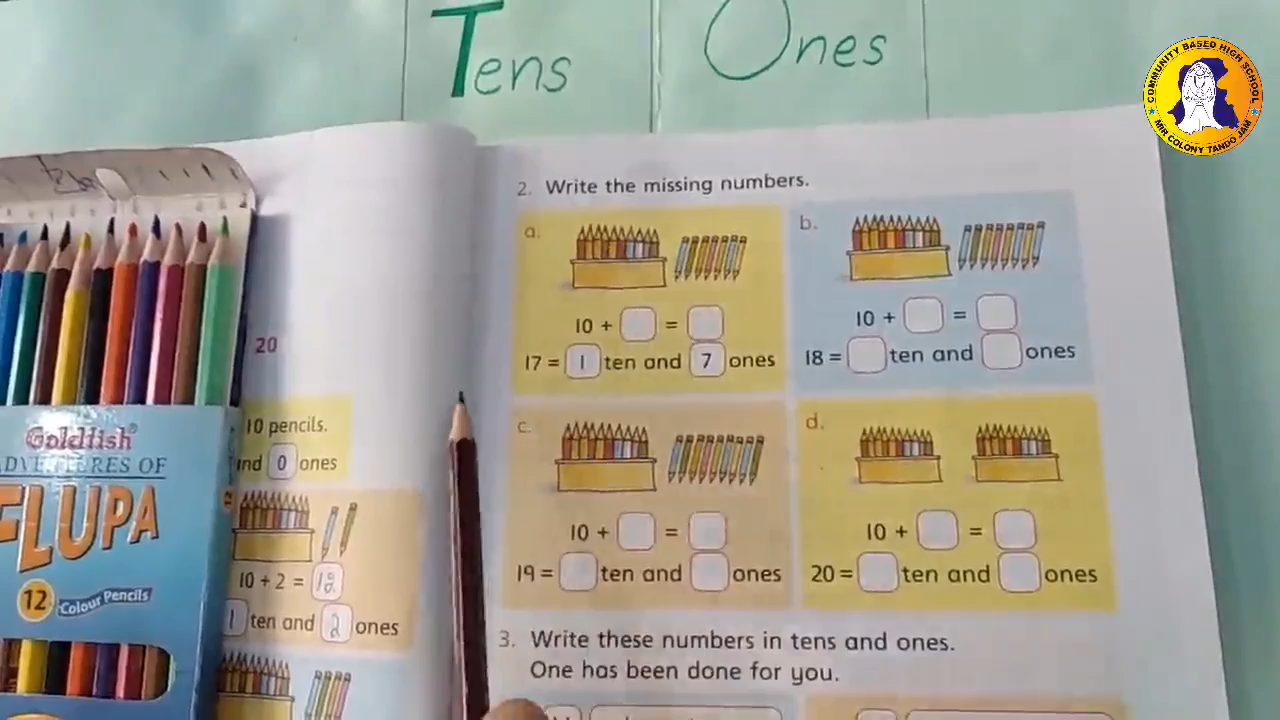 Tens Ones
COMMUNITY BASED HIGH SCHOOL
MIR COLONY TANDO JAM
20
10 pencils.
and 0 ones
10 + 2 = 12
1 ten and 2 ones
Goldfish
ADVENTURES OF
FLUPA
12 Colour Pencils
2. Write the missing numbers.
a.
10 + =
17 = 1 ten and 7 ones
b.
10 + =
18 = ten and ones
c.
10 + =
19 = ten and ones
d.
10 + =
20 = ten and ones
3. Write these numbers in tens and ones.
One has been done for you.